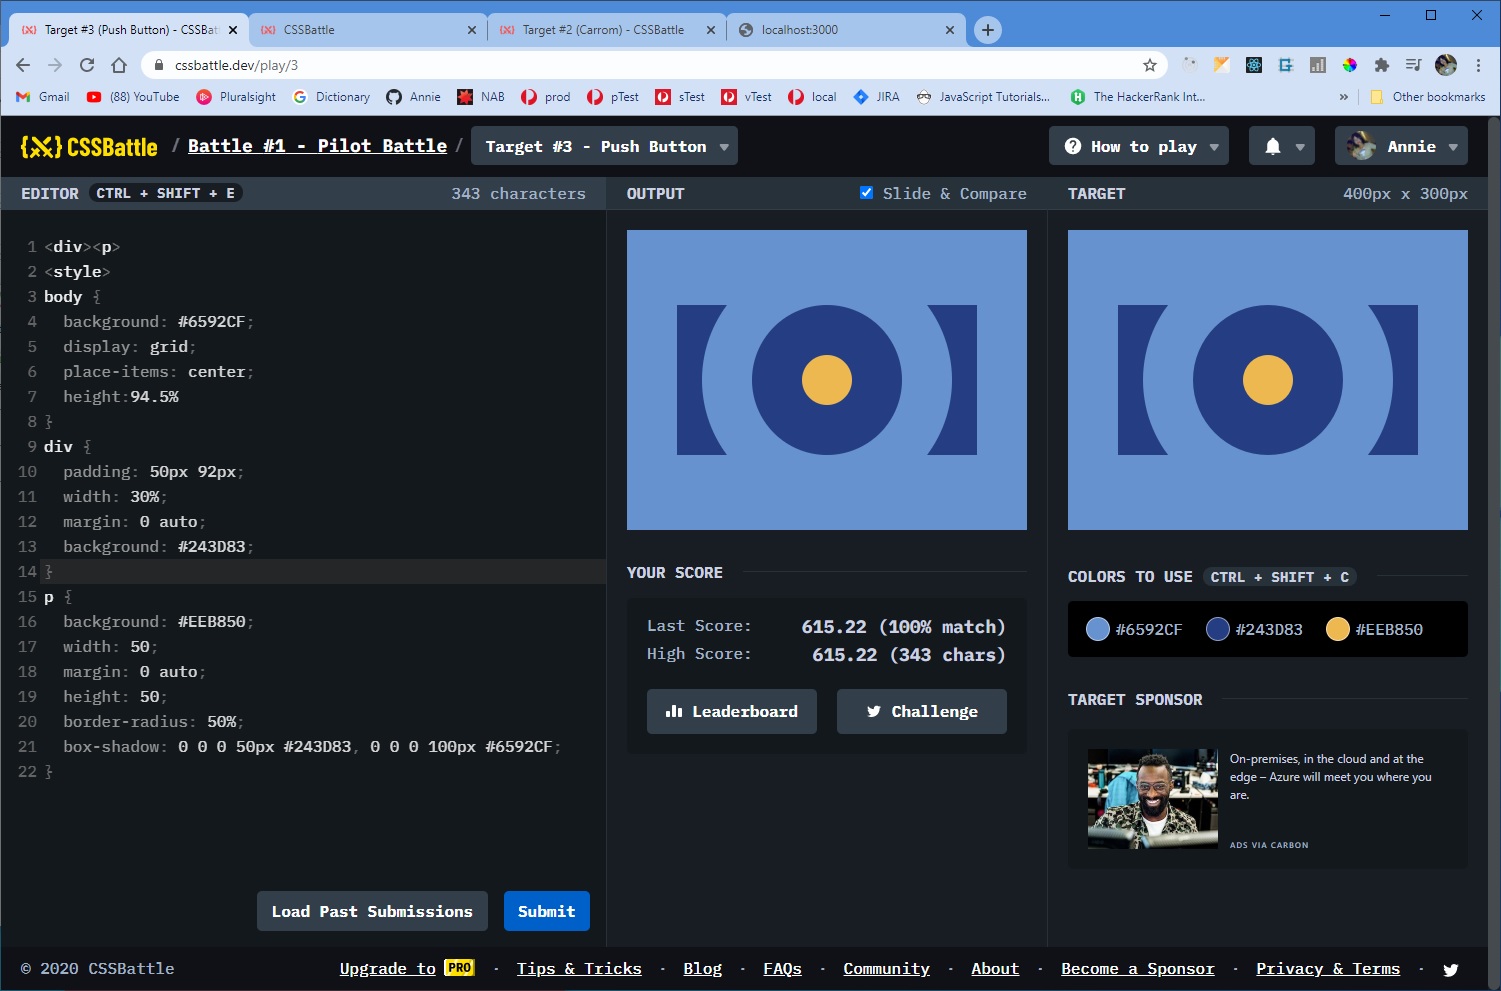 Target #3 (Push Button) - CSSBat
CSSBattle
Target #2 (Carrom) - CSSBattle
localhost:3000
cssbattle.dev/play/3
Gmail
(88) YouTube
Pluralsight
Dictionary
Annie
NAB
prod
pTest
sTest
vTest
local
JIRA
JavaScript Tutorials...
The HackerRank Int...
»
Other bookmarks
{X} CSSBattle / Battle #1 - Pilot Battle / Target #3 - Push Button
How to play
Annie
EDITOR CTRL + SHIFT + E 343 characters
OUTPUT Slide & Compare
TARGET 400px x 300px
1 <div><p>
2 <style>
3 body {
4 background: #6592CF;
5 display: grid;
6 place-items: center;
7 height:94.5%
8 }
9 div {
10 padding: 50px 92px;
11 width: 30%;
12 margin: 0 auto;
13 background: #243D83;
14 }
15 p {
16 background: #EEB850;
17 width: 50;
18 margin: 0 auto;
19 height: 50;
20 border-radius: 50%;
21 box-shadow: 0 0 0 50px #243D83, 0 0 0 100px #6592CF;
22 }
Load Past Submissions
Submit
YOUR SCORE
Last Score: 615.22 (100% match)
High Score: 615.22 (343 chars)
Leaderboard
Challenge
COLORS TO USE CTRL + SHIFT + C
#6592CF #243D83 #EEB850
TARGET SPONSOR
On-premises, in the cloud and at the
edge – Azure will meet you where you
are.
ADS VIA CARBON
© 2020 CSSBattle
Upgrade to PRO · Tips & Tricks · Blog · FAQs · Community · About · Become a Sponsor · Privacy & Terms ·